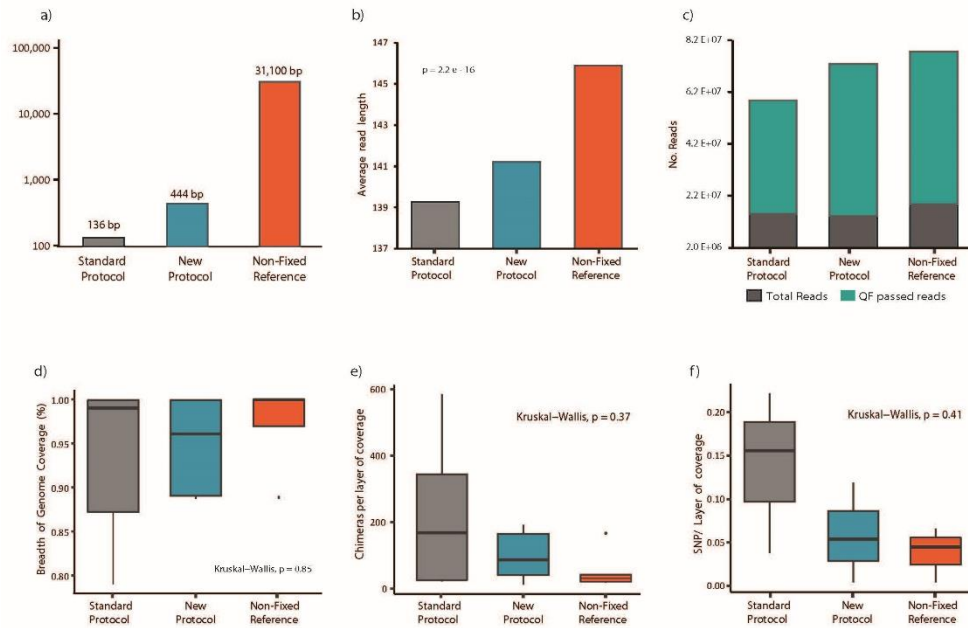 a)
100,000
10,000
1,000
100
136 bp
444 bp
31,100 bp
Standard
Protocol
New
Protocol
Non-Fixed
Reference
b)
Average read length
147
145
143
141
139
137
p = 2.2 e - 16
Standard
Protocol
New
Protocol
Non-Fixed
Reference
c)
No. Reads
8.2 E+07
6.2 E+07
4.2 E+07
2.2 E+07
2.0 E+06
Standard
Protocol
New
Protocol
Non-Fixed
Reference
Total Reads
QF passed reads
d)
Breadth of Genome Coverage (%)
1.00
0.95
0.90
0.85
0.80
Kruskal–Wallis, p = 0.85
Standard
Protocol
New
Protocol
Non-Fixed
Reference
e)
Chimeras per layer of coverage
600
400
200
0
Kruskal–Wallis, p = 0.37
Standard
Protocol
New
Protocol
Non-Fixed
Reference
f)
SNP/ Layer of coverage
0.20
0.15
0.10
0.05
0.00
Kruskal–Wallis, p = 0.41
Standard
Protocol
New
Protocol
Non-Fixed
Reference